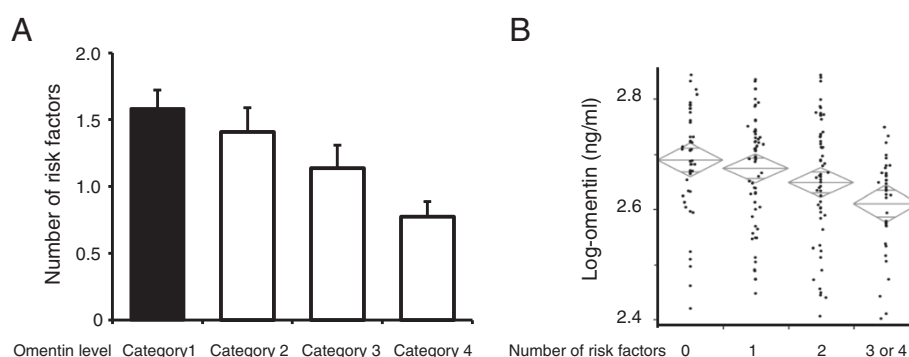 A
Number of risk factors
2.0
1.5
1.0
0.5
0
Omentin level Category1 Category 2 Category 3 Category 4
B
Log-omentin (ng/ml)
2.8
2.6
2.4
Number of risk factors 0 1 2 3 or 4